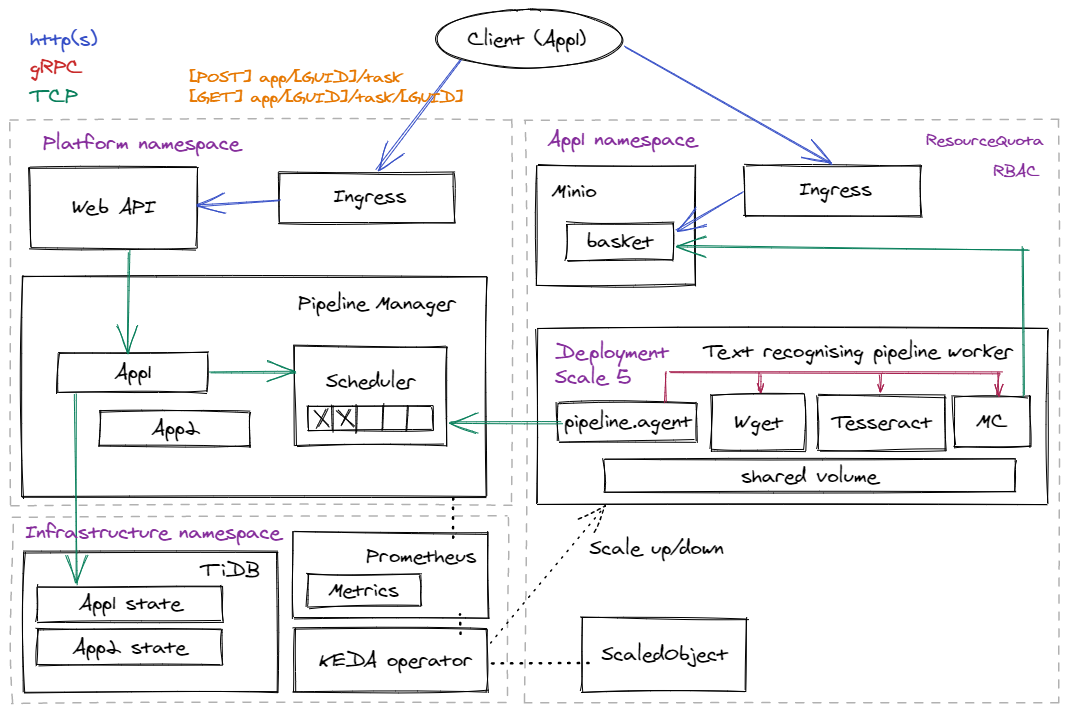 Client (App1)
http(s)
gRPC
TCP
[POST] app/[GUID]/task
[GET] app/[GUID]/task/[GUID]
Platform namespace
Web API
Ingress
Pipeline Manager
App1
App2
Scheduler
X X
App1 namespace
ResourceQuota
RBAC
Minio
basket
Ingress
Deployment
Scale 5
Text recognising pipeline worker
pipeline.agent
Wget
Tesseract
MC
shared volume
Infrastructure namespace
TiDB
App1 state
App2 state
Prometheus
Metrics
KEDA operator
Scale up/down
ScaledObject